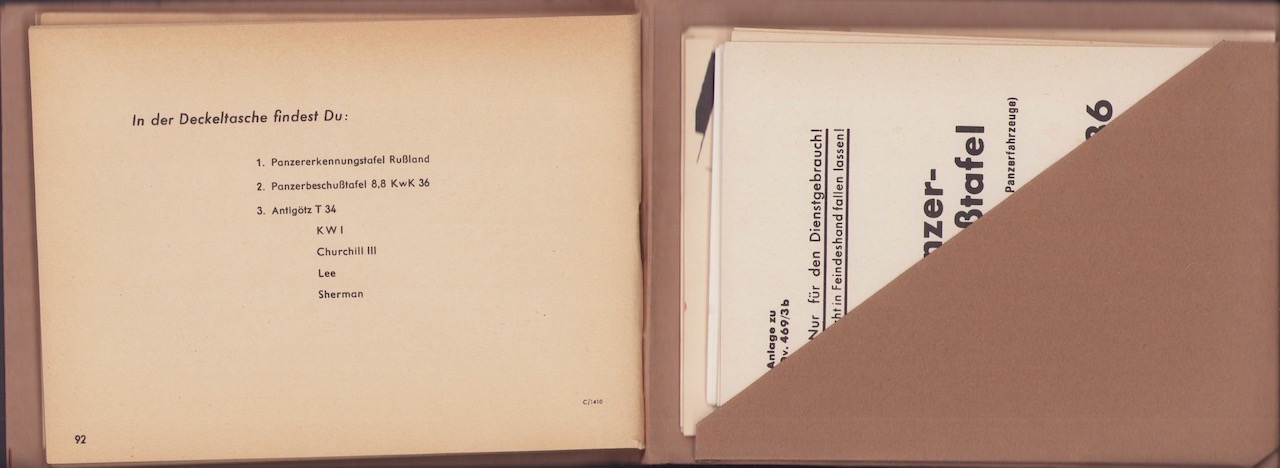 In der Deckeltasche findest Du:
1. Panzererkennungstafel Rußland
2. Panzerbeschußtafel 8,8 KwK 36
3. Antigötz T 34
KW I
Churchill III
Lee
Sherman
C/1410
92
Anlage zu
v. 469/3b
Nur für den Dienstgebrauch!
ht in Feindeshand fallen lassen!
nzer-
ßtafel
Panzerfahrzeuge)
36